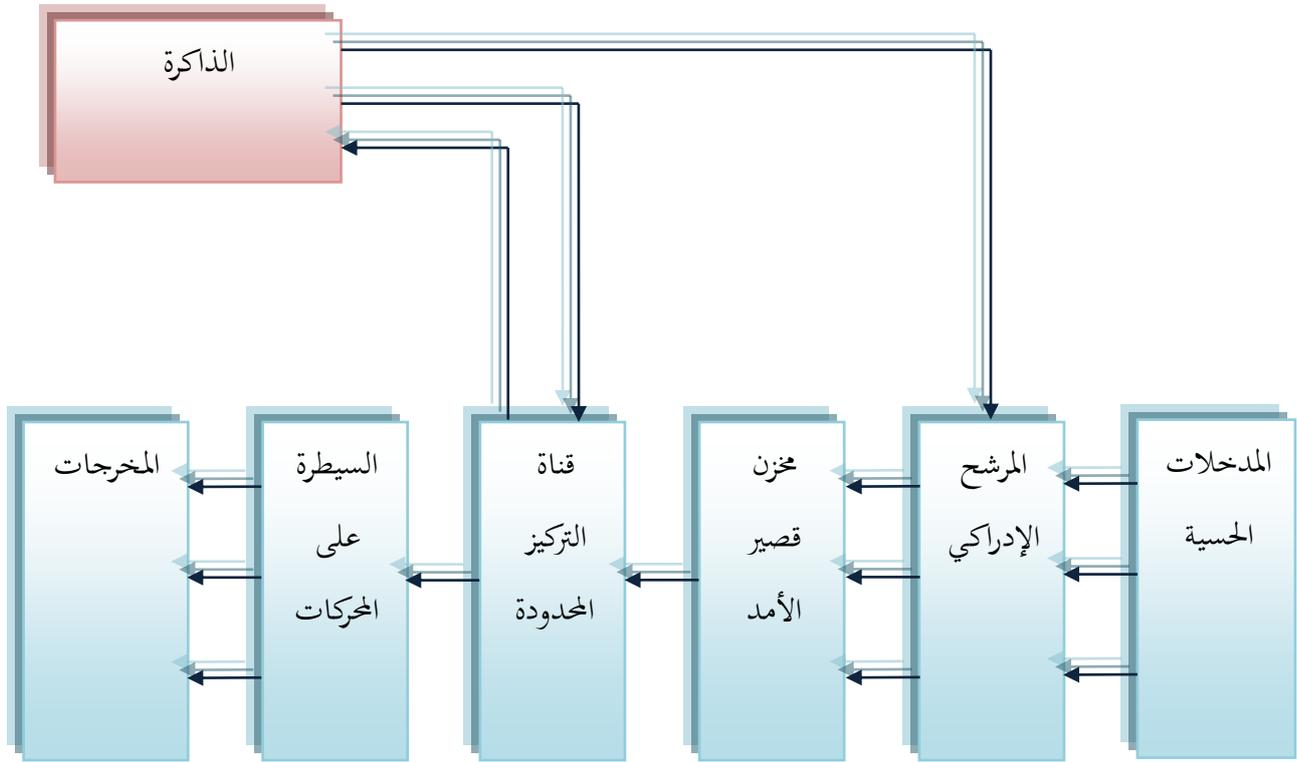 الذاكرة
المدخلات
الحسية
المرشح
الإدراكي
مخزن
قصير
الأمد
قناة
التركيز
المحدودة
السيطرة
على
المحركات
المخرجات